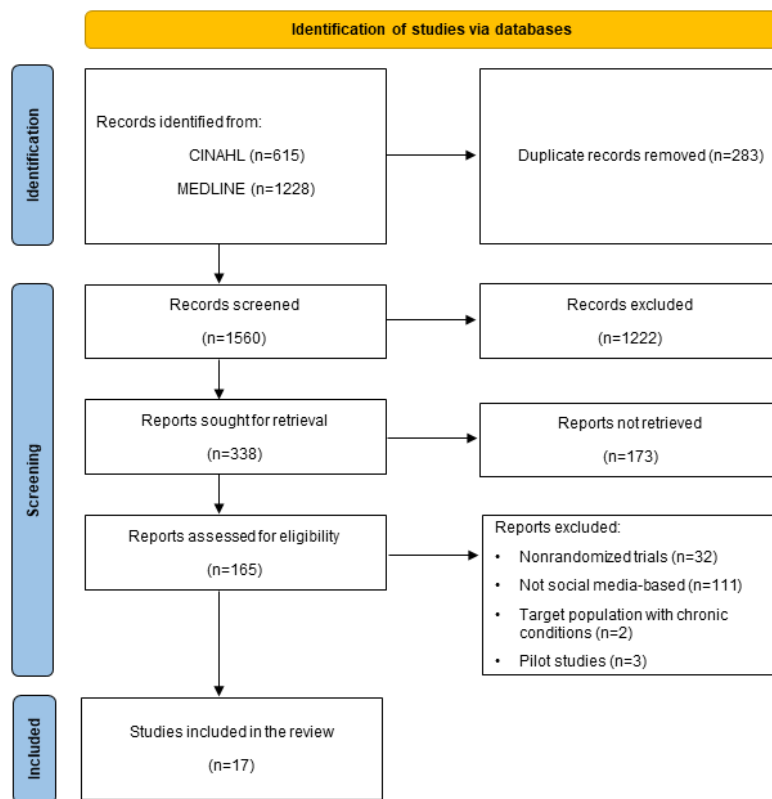 Identification of studies via databases
Identification
Records identified from:
CINAHL (n=615)
MEDLINE (n=1228)
Duplicate records removed (n=283)
Screening
Records screened
(n=1560)
Records excluded
(n=1222)
Reports sought for retrieval
(n=338)
Reports not retrieved
(n=173)
Reports assessed for eligibility
(n=165)
Reports excluded:
• Nonrandomized trials (n=32)
• Not social media-based (n=111)
• Target population with chronic
conditions (n=2)
• Pilot studies (n=3)
Included
Studies included in the review
(n=17)